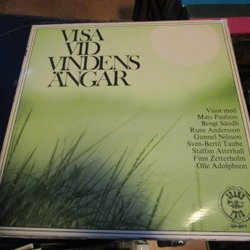 VISA
VID
VINDENS
ÄNGAR
Visor med
Mats Paulson
Bengt Sändh
Rune Andersson
Gunnel Nilsson
Sven-Bertil Taube
Staffan Atterhall
Finn Zetterholm
Olle Adolphson